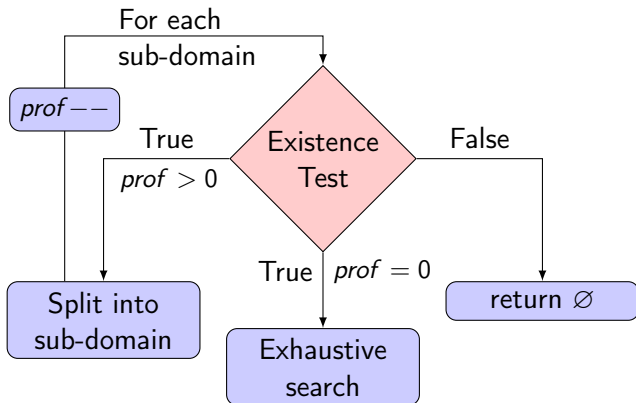 For each
sub-domain
prof −−
True
prof > 0
Existence
Test
False
True
prof = 0
Split into
sub-domain
Exhaustive
search
return ∅